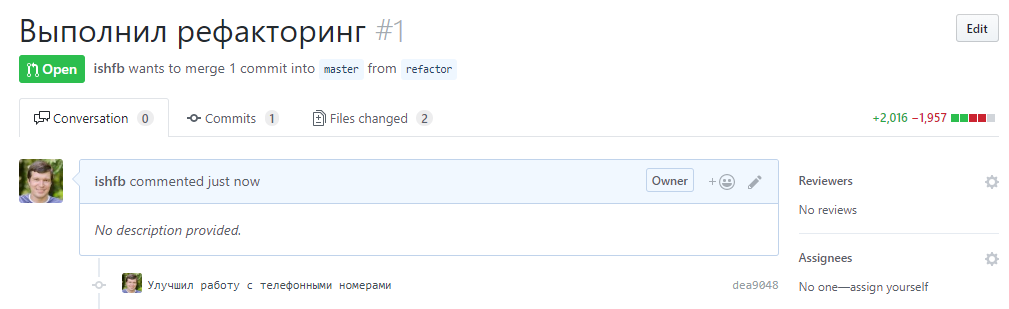 Выполнил рефакторинг #1
Edit
Open ishfb wants to merge 1 commit into master from refactor
Conversation 0 Commits 1 Files changed 2 +2,016 −1,957
ishfb commented just now Owner +
Reviewers
No reviews
No description provided.
Assignees
No one—assign yourself
Улучшил работу с телефонными номерами dea9048